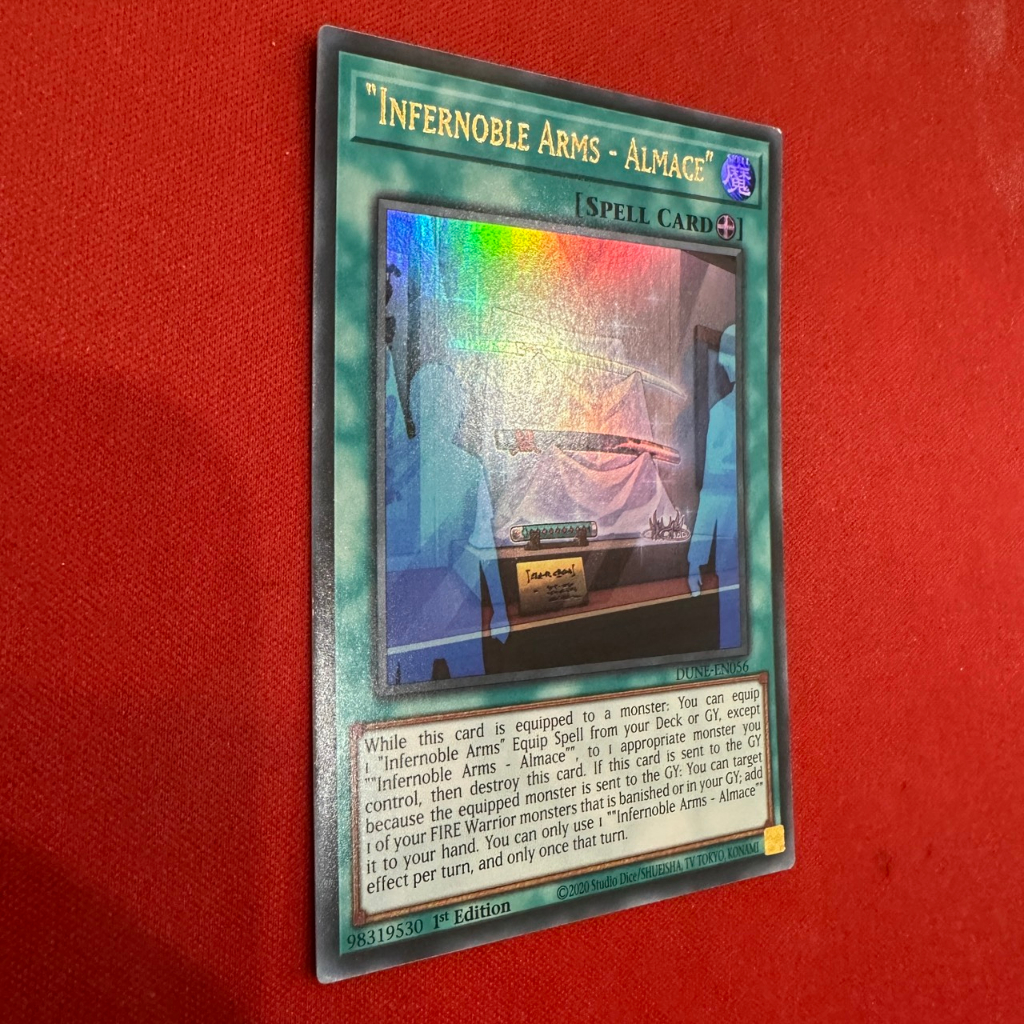 "Infernoble Arms - Almace"
魔
[Spell Card]
DUNE-EN056
While this card is equipped to a monster: You can equip
1 "Infernoble Arms" Equip Spell from your Deck or GY, except
""Infernoble Arms - Almace"", to 1 appropriate monster you
control, then destroy this card. If this card is sent to the GY
because the equipped monster is sent to the GY: You can target
1 of your FIRE Warrior monsters that is banished or in your GY; add
it to your hand. You can only use 1 ""Infernoble Arms - Almace""
effect per turn, and only once that turn.
98319530 1st Edition
©2020 Studio Dice/SHUEISHA, TV TOKYO, KONAMI